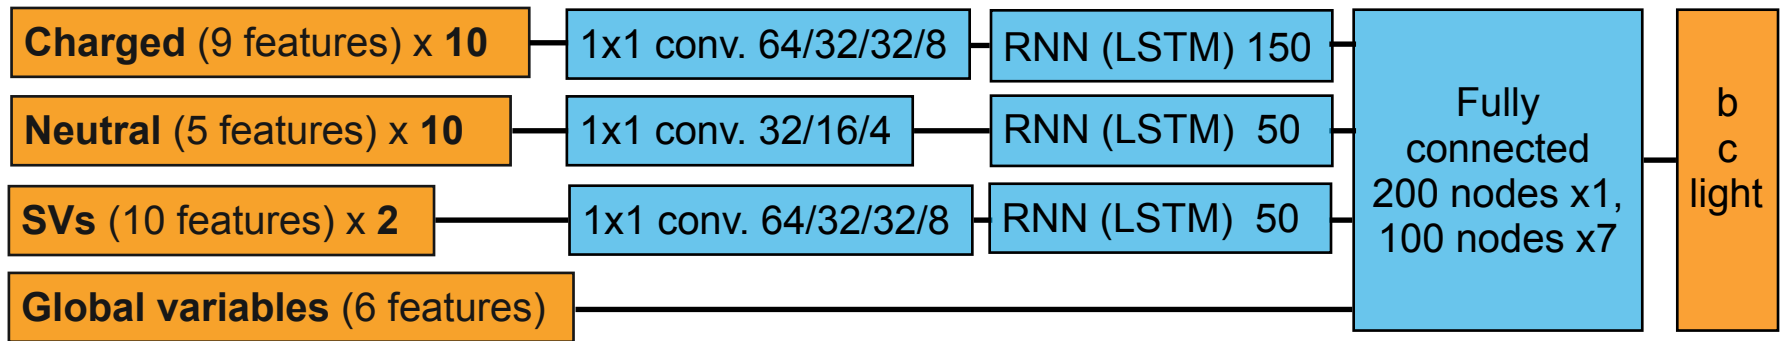 Charged (9 features) x 10
1x1 conv. 64/32/32/8
RNN (LSTM) 150
Neutral (5 features) x 10
1x1 conv. 32/16/4
RNN (LSTM) 50
SVs (10 features) x 2
1x1 conv. 64/32/32/8
RNN (LSTM) 50
Global variables (6 features)
Fully
connected
200 nodes x1,
100 nodes x7
b
c
light